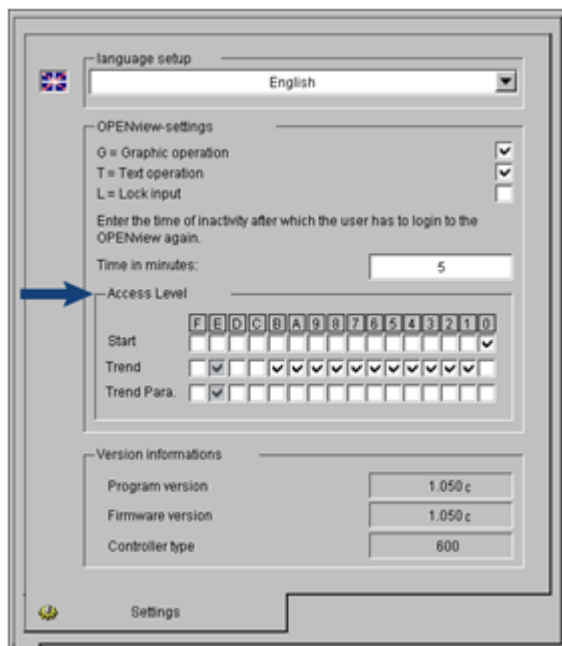 language setup
English
OPENview-settings
G = Graphic operation
T = Text operation
L = Lock input
Enter the time of inactivity after which the user has to login to the
OPENview again.
Time in minutes:
5
Access Level
F E D C B A 9 8 7 6 5 4 3 2 1 0
Start
Trend
Trend Para.
Version informations
Program version 1.050 c
Firmware version 1.050 c
Controller type 600
Settings